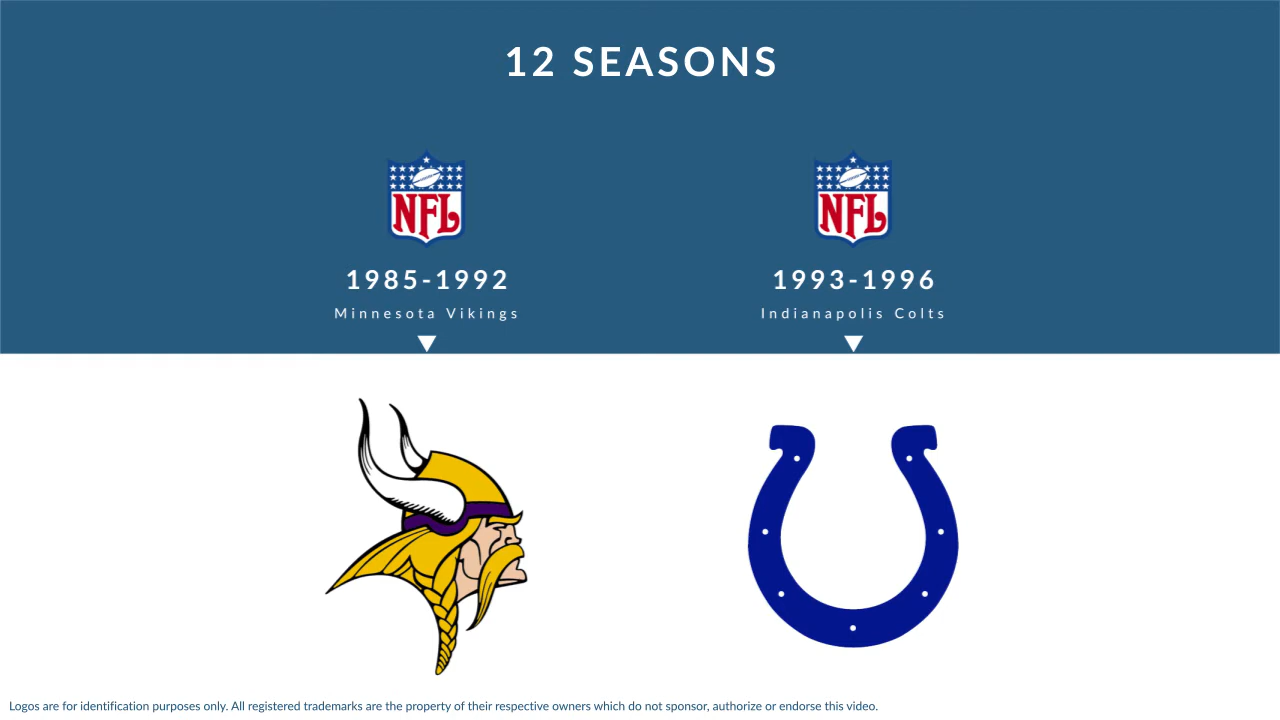 12 SEASONS
NFL NFL
1985-1992 1993-1996
Minnesota Vikings Indianapolis Colts
Logos are for identification purposes only. All registered trademarks are the property of their respective owners which do not sponsor, authorize or endorse this video.